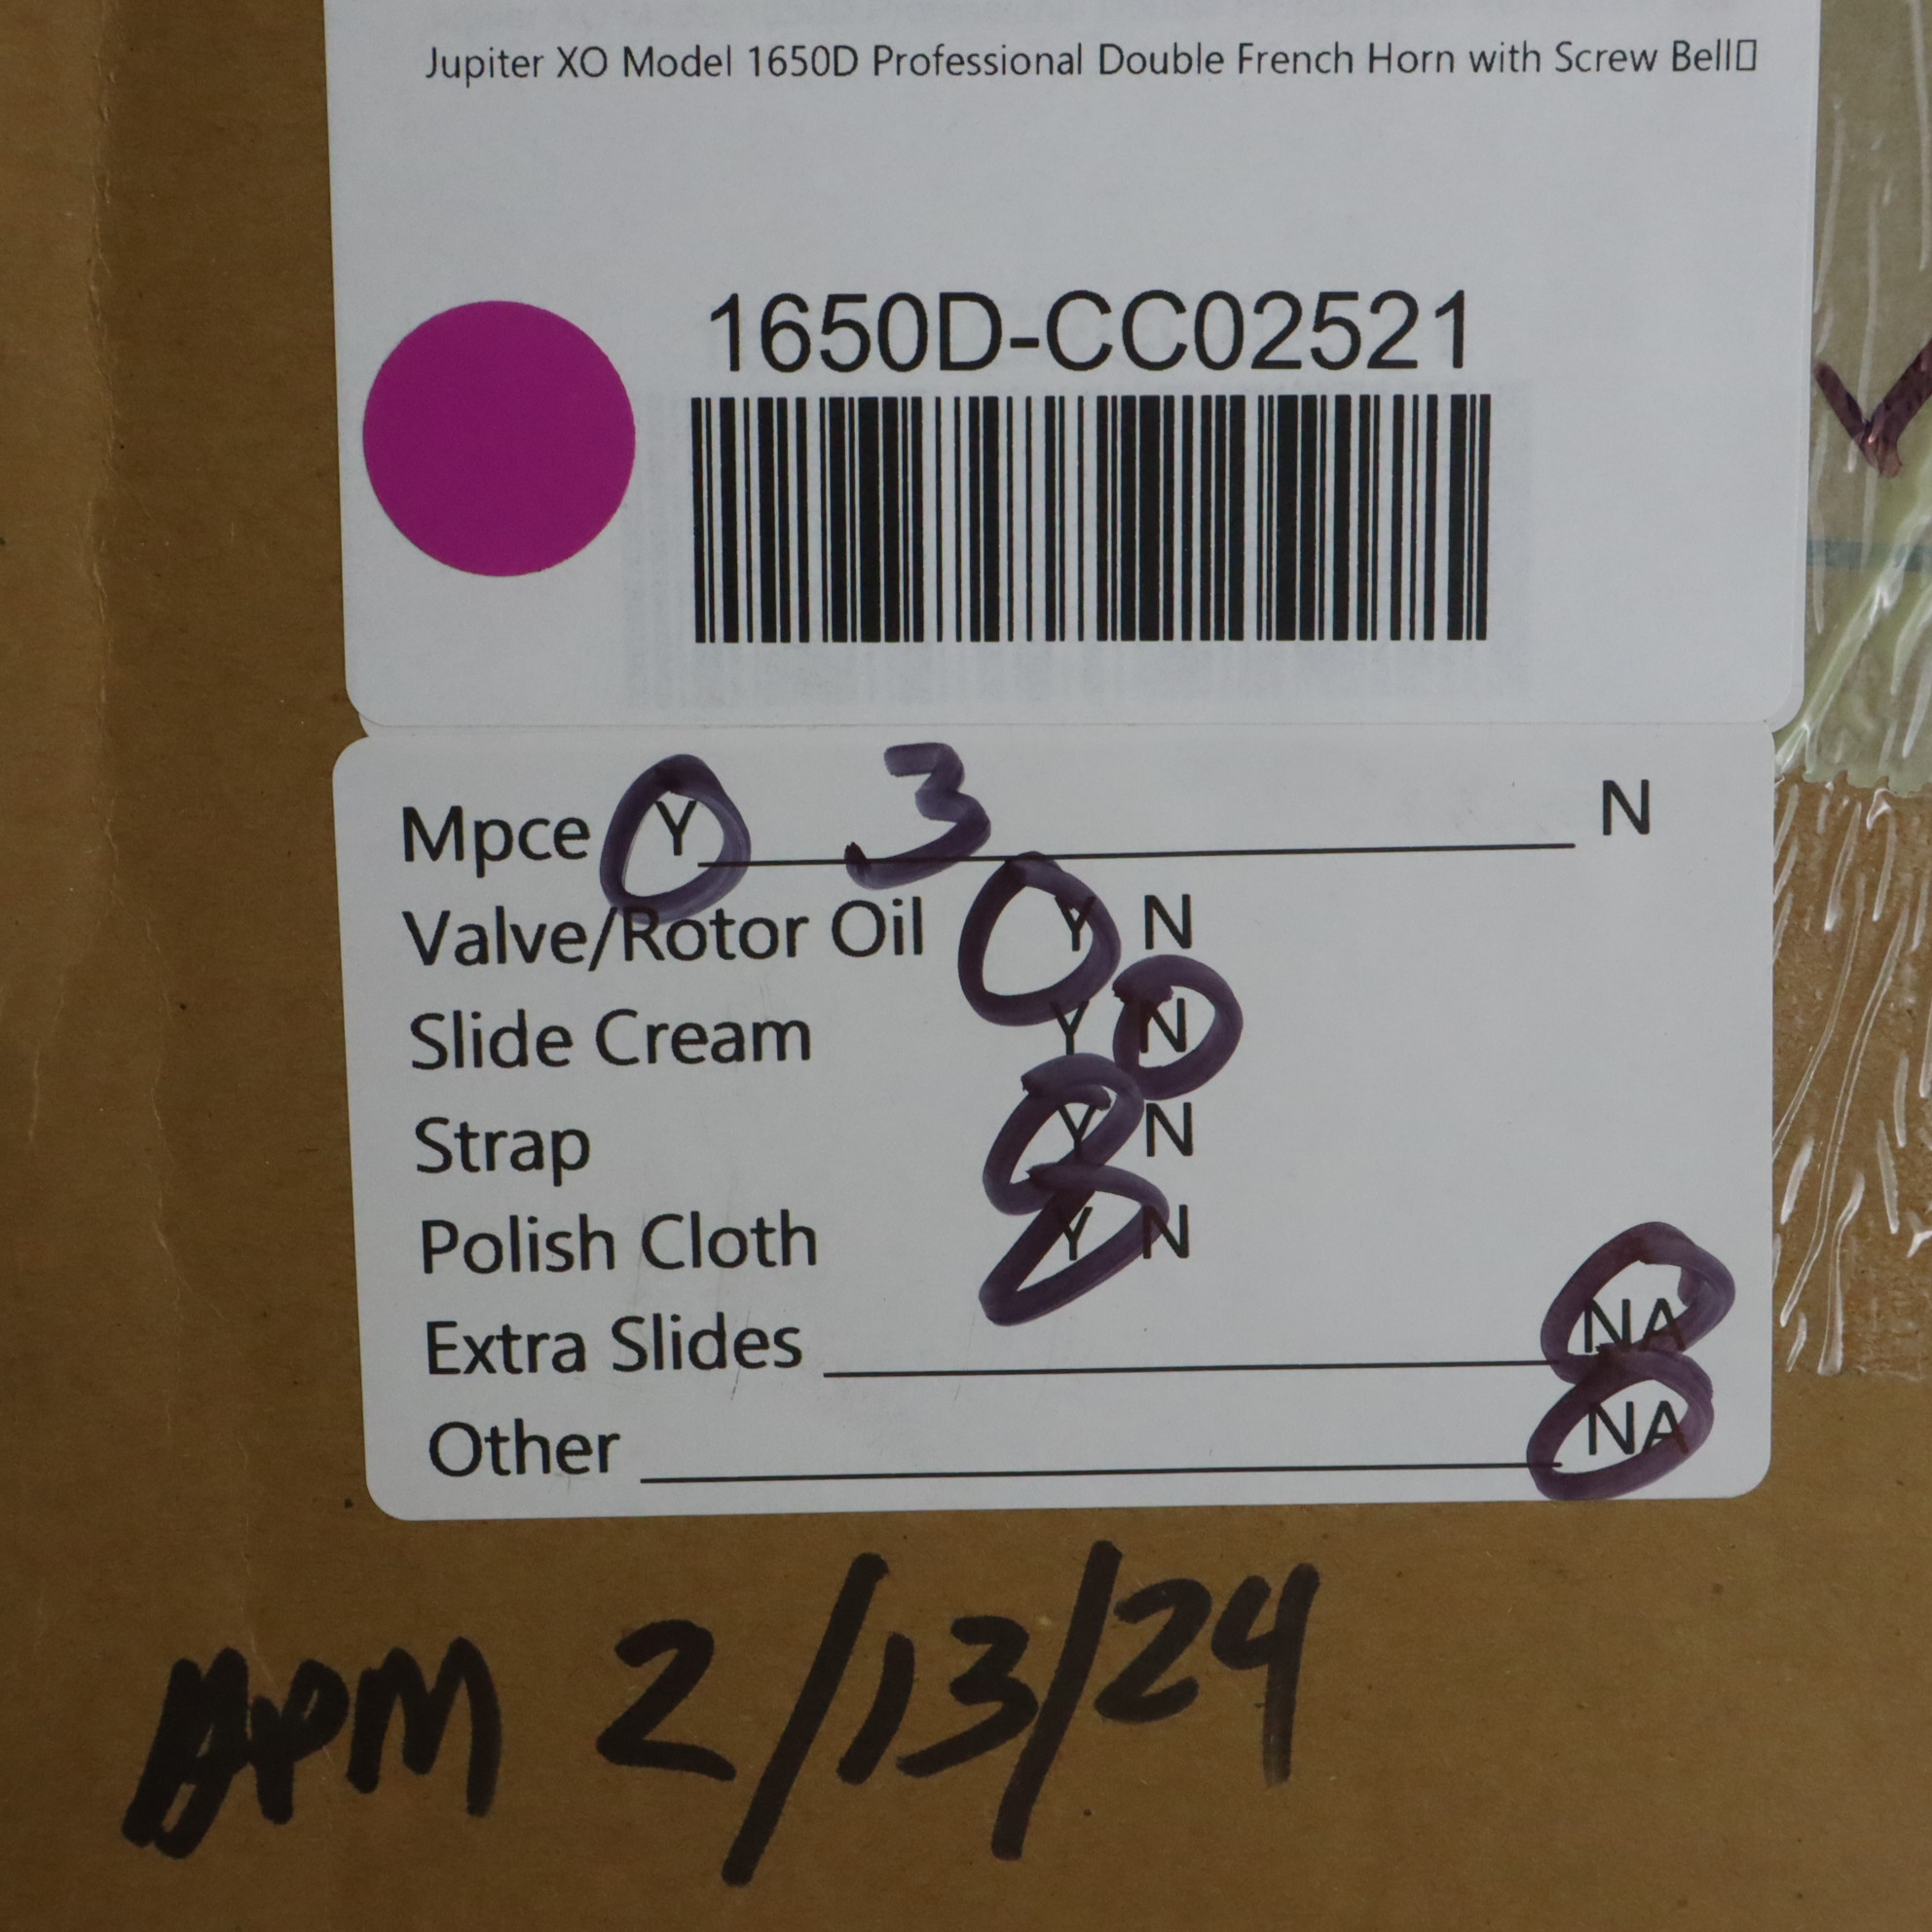 Jupiter XO Model 1650D Professional Double French Horn with Screw Bell
1650D-CC02521
Mpce Y 3 N
Valve/Rotor Oil Y N
Slide Cream Y N
Strap Y N
Polish Cloth Y N
Extra Slides NA
Other NA
2/13/24